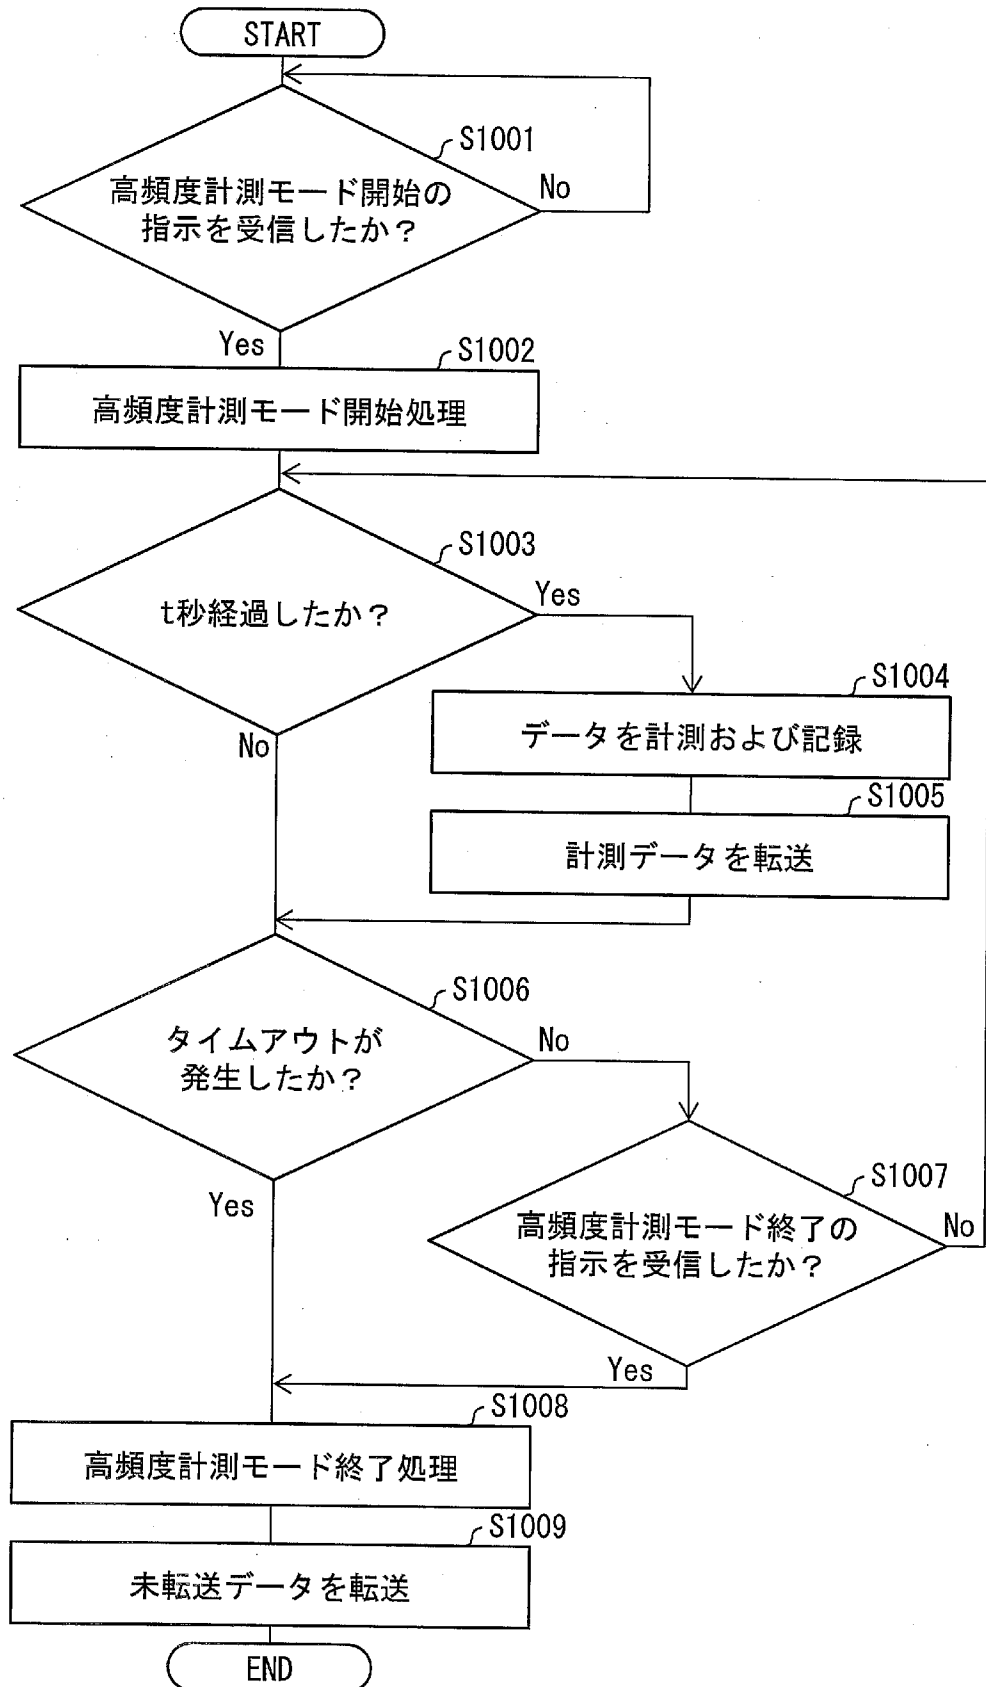 START
S1001
高頻度計測モード開始の
指示を受信したか？
No
Yes
S1002
高頻度計測モード開始処理
S1003
t秒経過したか？
Yes
No
S1004
データを計測および記録
S1005
計測データを転送
S1006
タイムアウトが
発生したか？
No
Yes
S1007
高頻度計測モード終了の
指示を受信したか？
No
Yes
S1008
高頻度計測モード終了処理
S1009
未転送データを転送
END